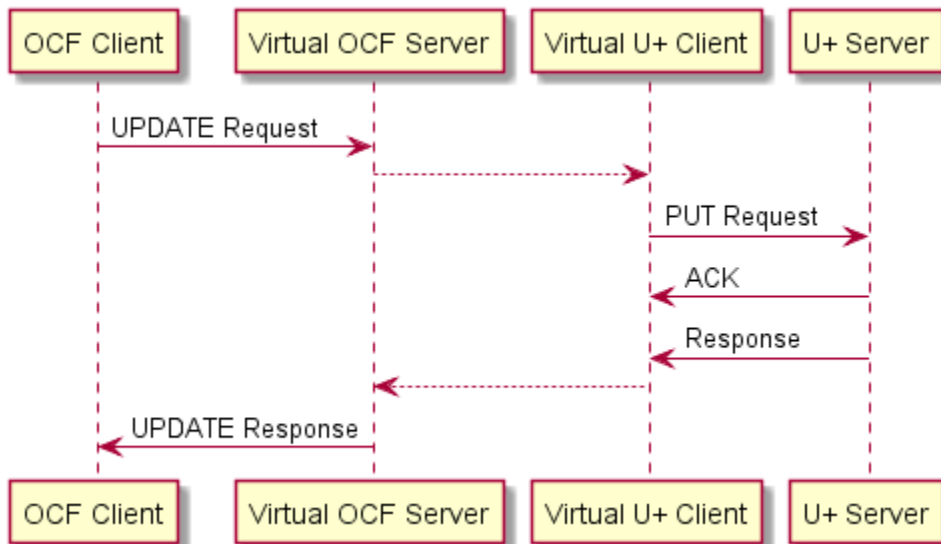 OCF Client
Virtual OCF Server
Virtual U+ Client
U+ Server
UPDATE Request
PUT Request
ACK
Response
UPDATE Response
OCF Client
Virtual OCF Server
Virtual U+ Client
U+ Server